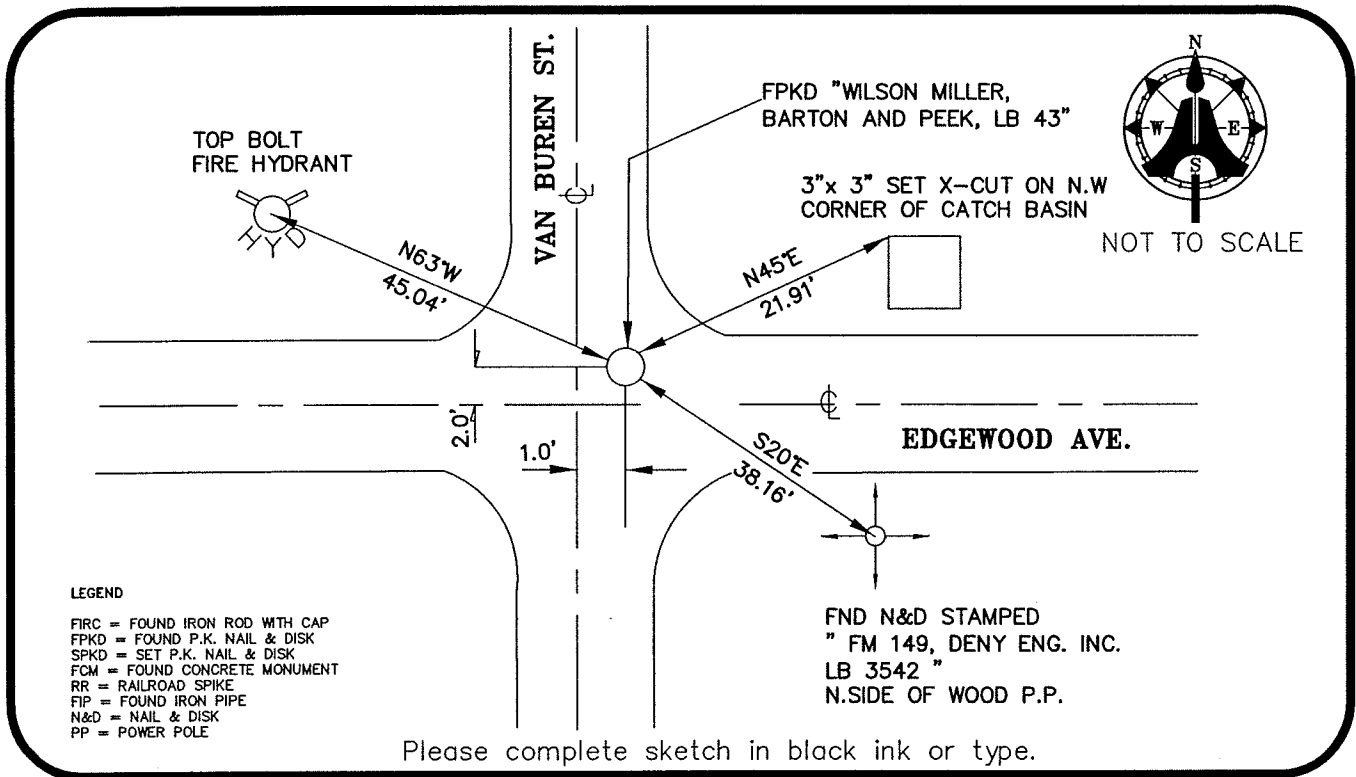 VAN BUREN ST.
FPKD "WILSON MILLER,
BARTON AND PEEK, LB 43"
N
W
E
S
TOP BOLT
FIRE HYDRANT
HYD
3"x 3" SET X-CUT ON N.W
CORNER OF CATCH BASIN
NOT TO SCALE
N63°W
45.04'
N45°E
21.91'
CL
CL
2.0'
1.0'
EDGEWOOD AVE.
S20°E
38.16'
LEGEND
FIRC = FOUND IRON ROD WITH CAP
FPKD = FOUND P.K. NAIL & DISK
SPKD = SET P.K. NAIL & DISK
FCM = FOUND CONCRETE MONUMENT
RR = RAILROAD SPIKE
FIP = FOUND IRON PIPE
N&D = NAIL & DISK
PP = POWER POLE
FND N&D STAMPED
" FM 149, DENY ENG. INC.
LB 3542 "
N.SIDE OF WOOD P.P.
Please complete sketch in black ink or type.